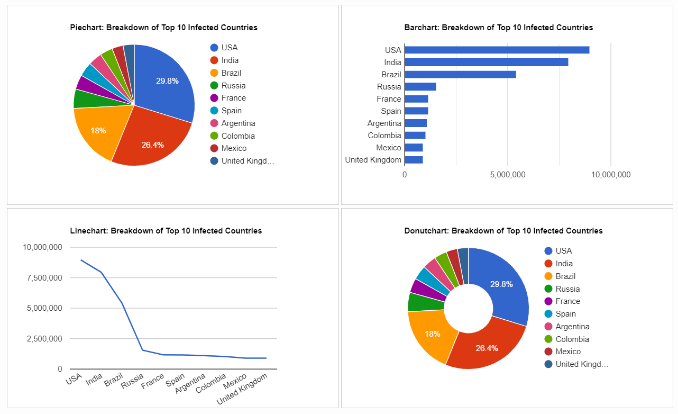 Piechart: Breakdown of Top 10 Infected Countries
29.8%
26.4%
18%
USA
India
Brazil
Russia
France
Spain
Argentina
Colombia
Mexico
United Kingd...
Barchart: Breakdown of Top 10 Infected Countries
USA
India
Brazil
Russia
France
Spain
Argentina
Colombia
Mexico
United Kingdom
0
5,000,000
10,000,000
Linechart: Breakdown of Top 10 Infected Countries
10,000,000
7,500,000
5,000,000
2,500,000
0
USA
India
Brazil
Russia
France
Spain
Argentina
Colombia
Mexico
United Kingdom
Donutchart: Breakdown of Top 10 Infected Countries
29.8%
26.4%
18%
USA
India
Brazil
Russia
France
Spain
Argentina
Colombia
Mexico
United Kingd...